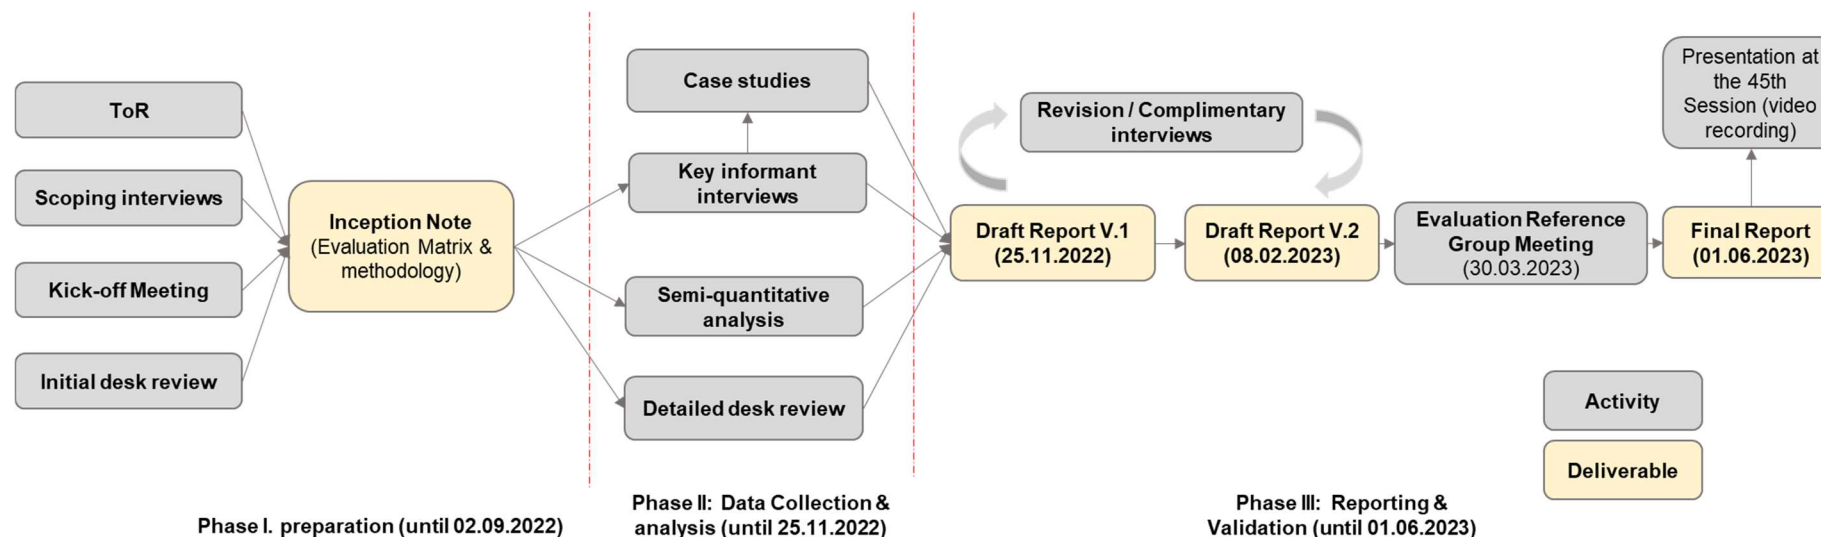 ToR
Scoping interviews
Kick-off Meeting
Initial desk review
Inception Note
(Evaluation Matrix &
methodology)
Phase I. preparation (until 02.09.2022)
Case studies
Key informant
interviews
Semi-quantitative
analysis
Detailed desk review
Phase II: Data Collection &
analysis (until 25.11.2022)
Revision / Complimentary
interviews
Draft Report V.1
(25.11.2022)
Draft Report V.2
(08.02.2023)
Evaluation Reference
Group Meeting
(30.03.2023)
Final Report
(01.06.2023)
Presentation at
the 45th
Session (video
recording)
Activity
Deliverable
Phase III: Reporting &
Validation (until 01.06.2023)